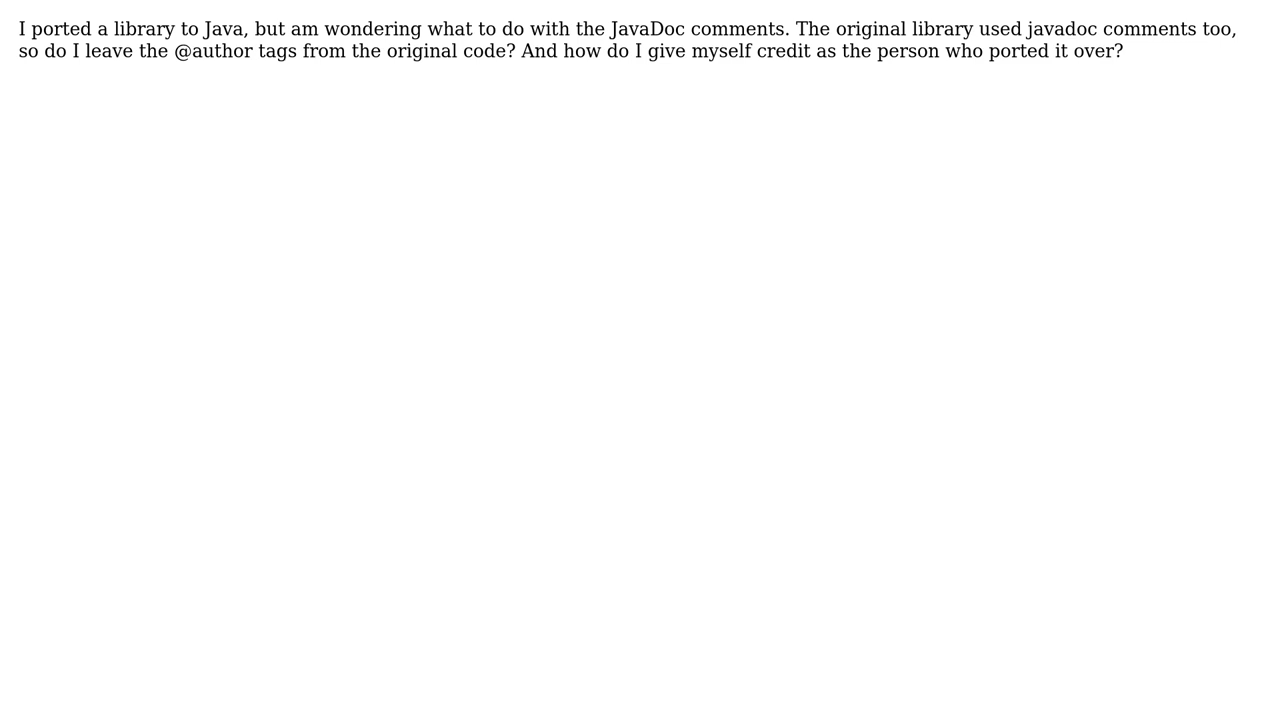 I ported a library to Java, but am wondering what to do with the JavaDoc comments. The original library used javadoc comments too,
so do I leave the @author tags from the original code? And how do I give myself credit as the person who ported it over?